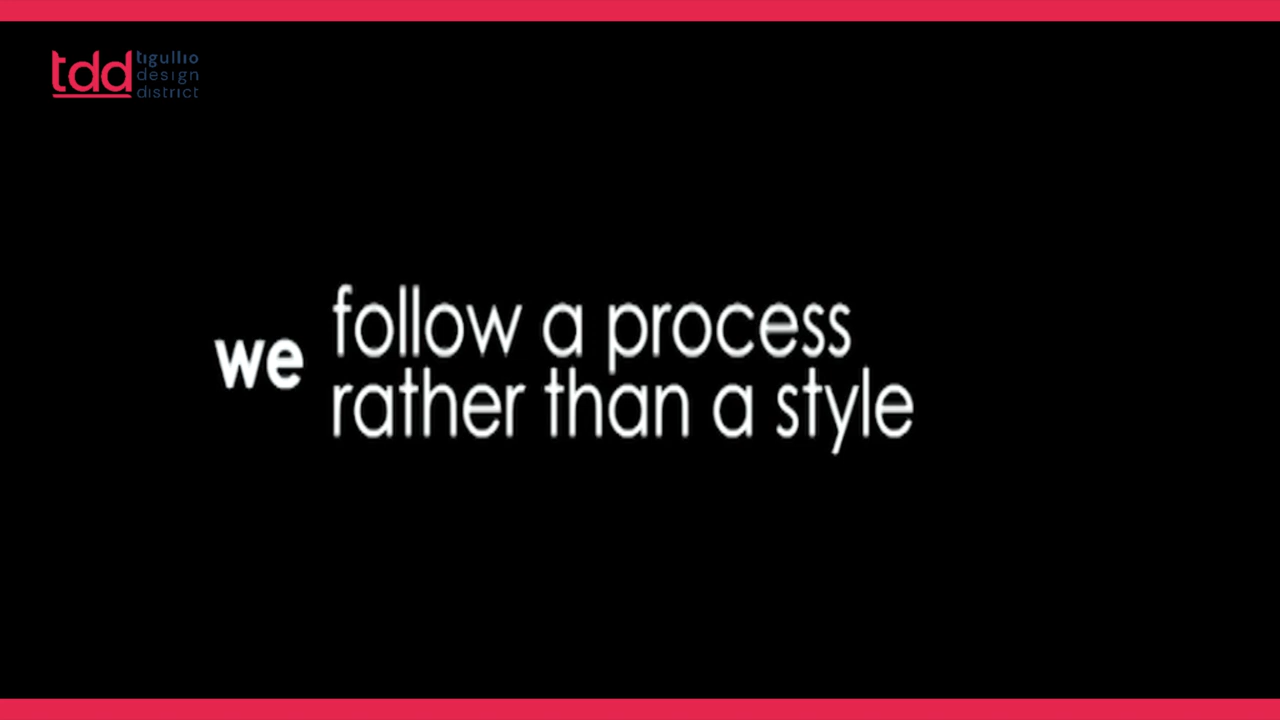 tdd
tigullio
design
district
we
follow a process
rather than a style